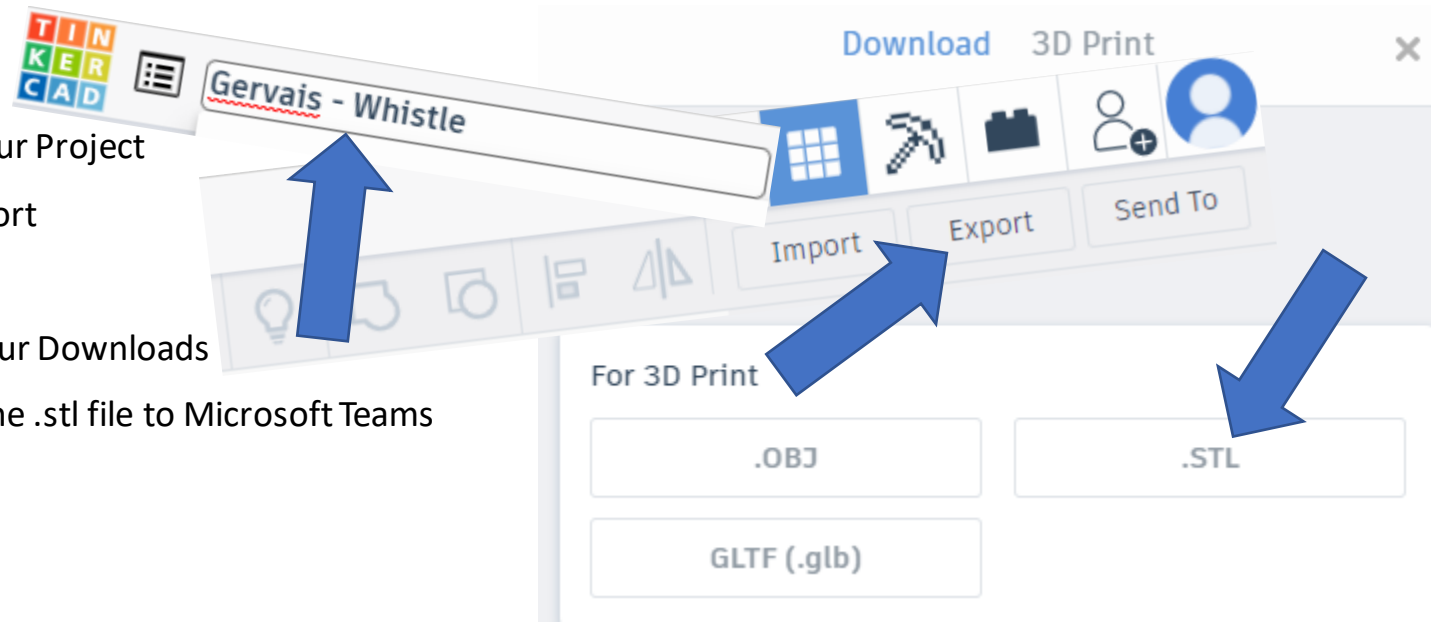 TIN
KER
CAD
Gervais - Whistle
Download 3D Print
ur Project
ort
Import Export Send To
ur Downloads
ne .stl file to Microsoft Teams
For 3D Print
.OBJ .STL
GLTF (.glb)